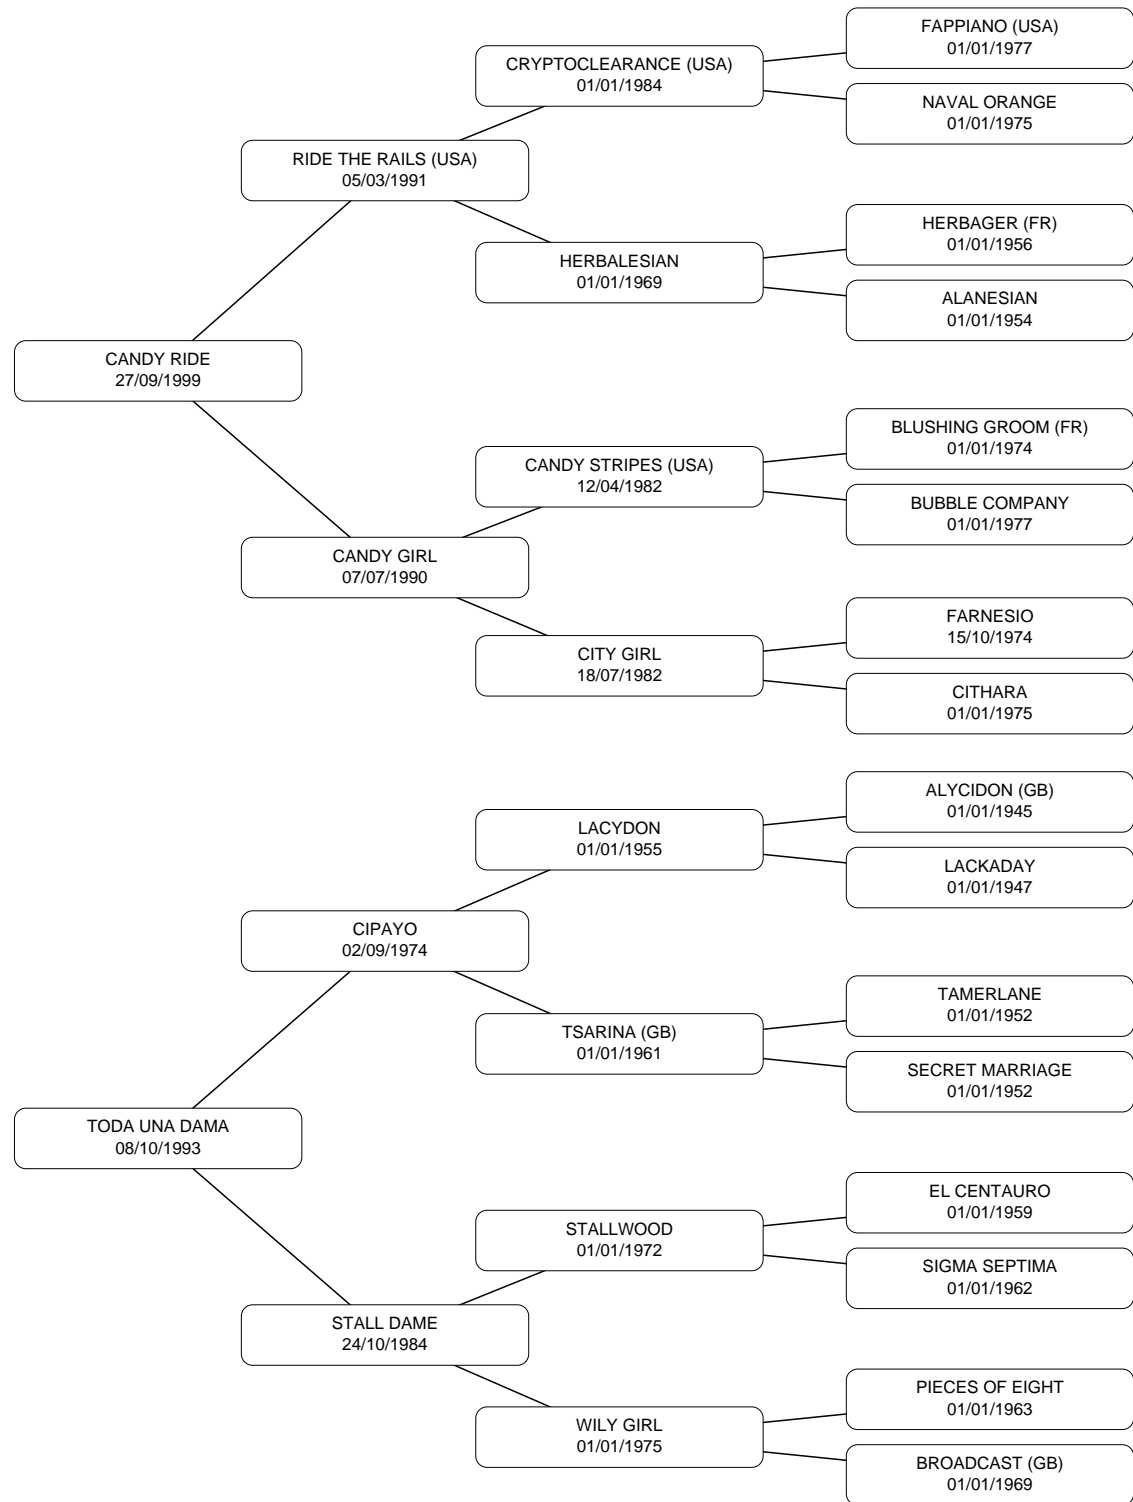 FAPPIANO (USA)
01/01/1977
CRYPTOCLEARANCE (USA)
01/01/1984
NAVAL ORANGE
01/01/1975
RIDE THE RAILS (USA)
05/03/1991
HERBAGER (FR)
01/01/1956
HERBALESIAN
01/01/1969
ALANESIAN
01/01/1954
CANDY RIDE
27/09/1999
BLUSHING GROOM (FR)
01/01/1974
CANDY STRIPES (USA)
12/04/1982
BUBBLE COMPANY
01/01/1977
CANDY GIRL
07/07/1990
FARNESIO
15/10/1974
CITY GIRL
18/07/1982
CITHARA
01/01/1975
ALYCIDON (GB)
01/01/1945
LACYDON
01/01/1955
LACKADAY
01/01/1947
CIPAYO
02/09/1974
TAMERLANE
01/01/1952
TSARINA (GB)
01/01/1961
SECRET MARRIAGE
01/01/1952
TODA UNA DAMA
08/10/1993
EL CENTAURO
01/01/1959
STALLWOOD
01/01/1972
SIGMA SEPTIMA
01/01/1962
STALL DAME
24/10/1984
PIECES OF EIGHT
01/01/1963
WILY GIRL
01/01/1975
BROADCAST (GB)
01/01/1969